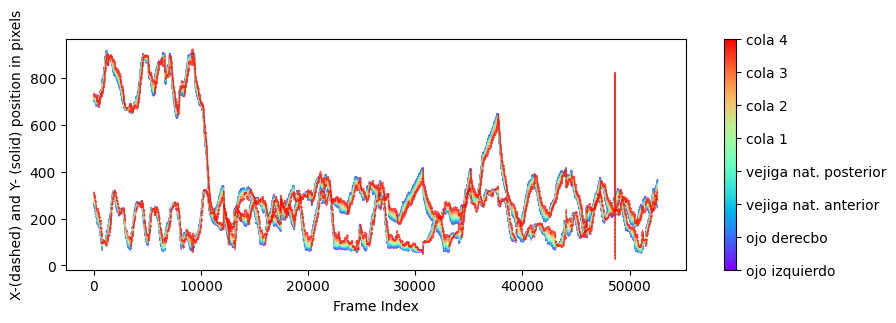 X-(dashed) and Y- (solid) position in pixels
800
600
400
200
0
0 10000 20000 30000 40000 50000
Frame Index
cola 4
cola 3
cola 2
cola 1
vejiga nat. posterior
vejiga nat. anterior
ojo derecbo
ojo izquierdo